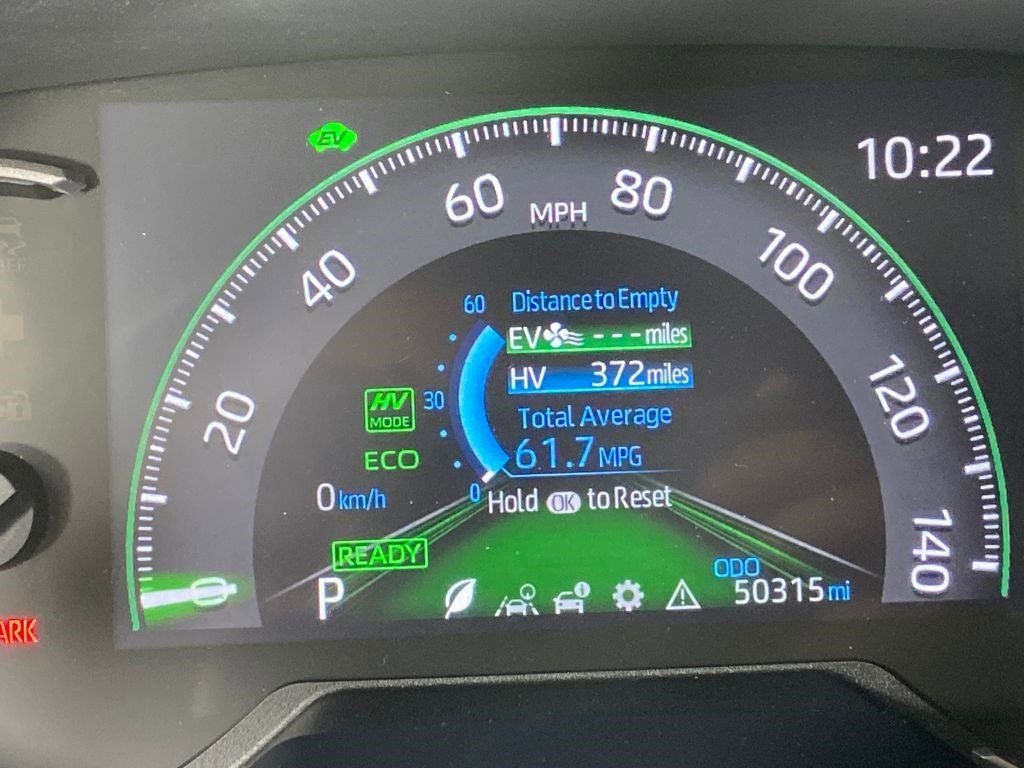 EV
10:22
60
80
MPH
40
100
20
120
140
0
60 Distance to Empty
EV - - - miles
HV 372 miles
30
Total Average
61.7 MPG
0
Hold OK to Reset
HV
MODE
ECO
0 km/h
READY
P
ODO
50315 mi
ARK